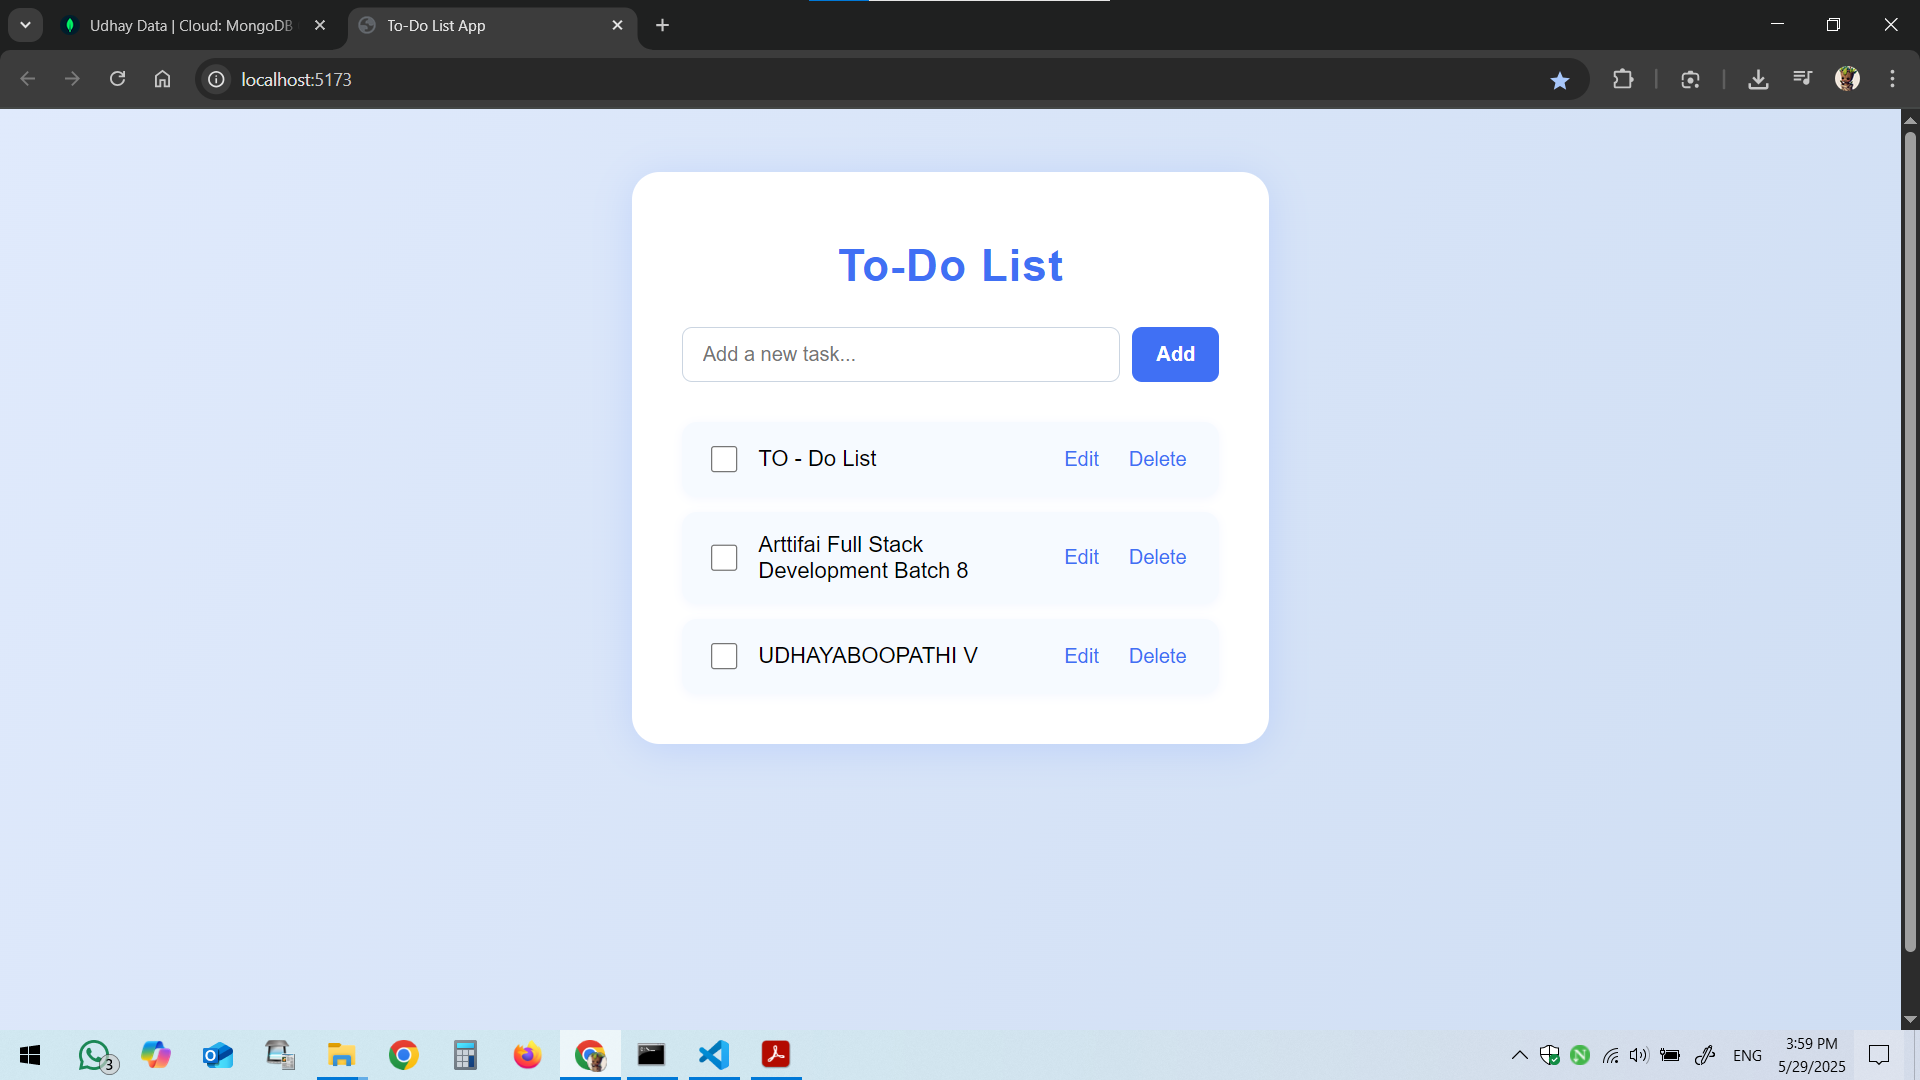 Udhay Data | Cloud: MongoDB
To-Do List App
localhost:5173
To-Do List
Add a new task...
Add
TO - Do List
Edit
Delete
Arttifai Full Stack
Development Batch 8
Edit
Delete
UDHAYABOOPATHI V
Edit
Delete
3
ENG
3:59 PM
5/29/2025